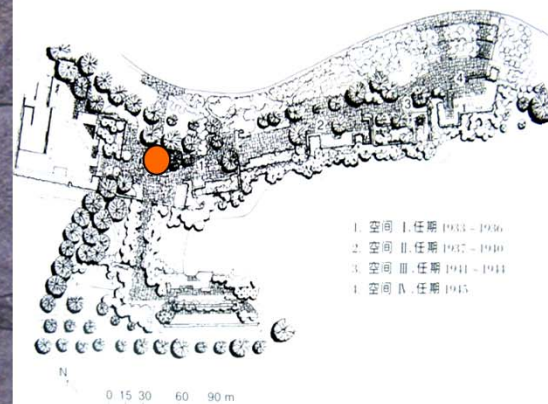 1. 空间 Ⅰ.任期 1933-1936
2. 空间 Ⅱ.任期 1937-1940
3. 空间 Ⅲ.任期 1941-1944
4. 空间 Ⅳ.任期 1945
N
0 15 30 60 90 m